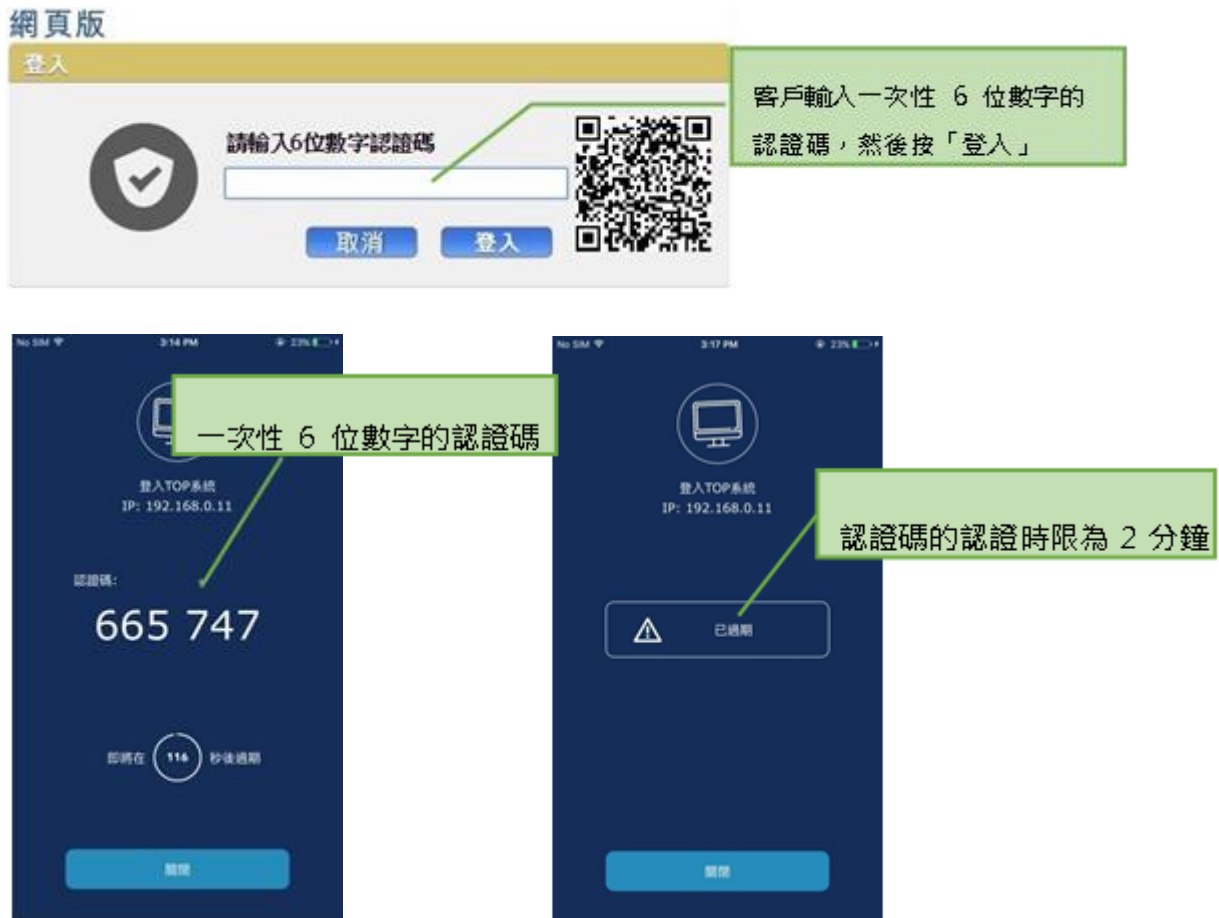 網頁版
登入
客戶輸入一次性 6 位數字的
認證碼，然後按「登入」
請輸入6位數字認證碼
取消
登入
No SIM
3:14 PM
23%
一次性 6 位數字的認證碼
登入TOP系統
IP: 192.168.0.11
認證碼:
665 747
即將在 116 秒後過期
關閉
No SIM
3:17 PM
23%
登入TOP系統
IP: 192.168.0.11
認證碼的認證時限為 2 分鐘
已過期
關閉